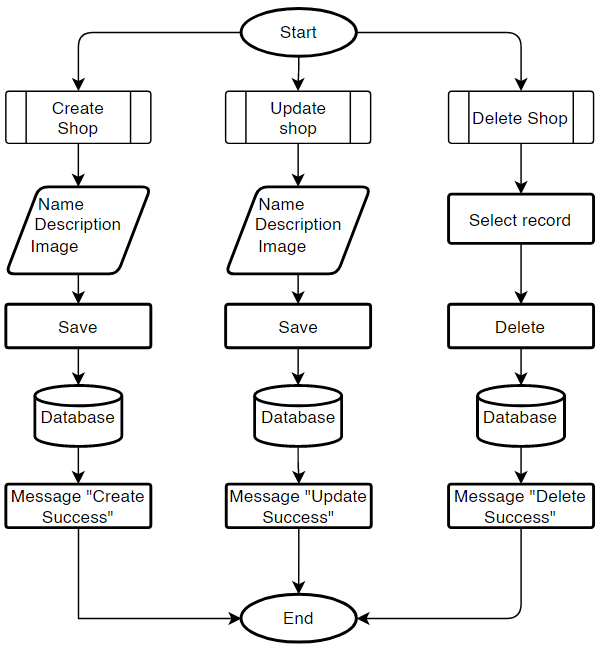 Start
Create
Shop
Update
shop
Delete Shop
Name
Description
Image
Name
Description
Image
Select record
Save
Save
Delete
Database
Database
Database
Message "Create
Success"
Message "Update
Success"
Message "Delete
Success"
End